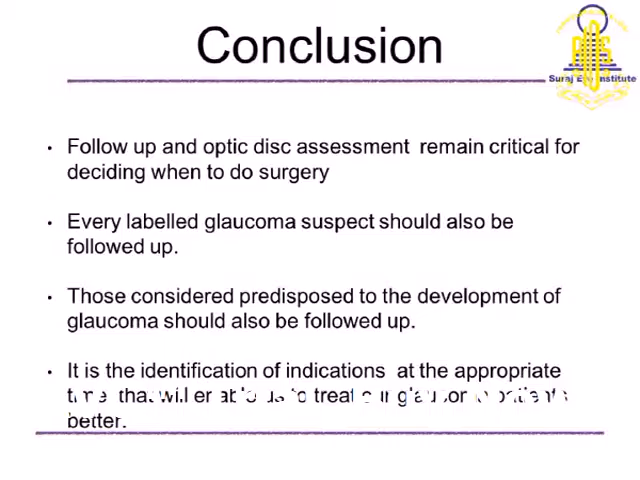 Conclusion
Suraj Eye Institute
• Follow up and optic disc assessment remain critical for
deciding when to do surgery
• Every labelled glaucoma suspect should also be
followed up.
• Those considered predisposed to the development of
glaucoma should also be followed up.
• It is the identification of indications at the appropriate
time that will enable us to treat our glaucoma patients
better.